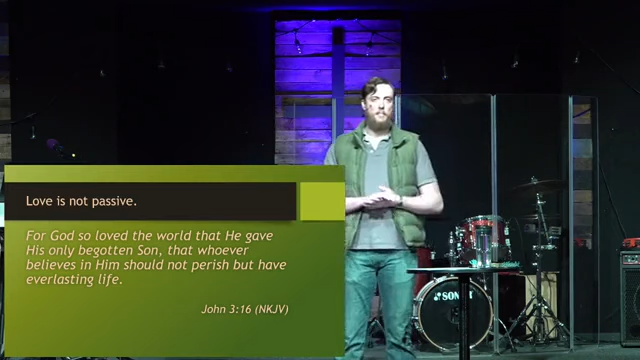 Love is not passive.
For God so loved the world that He gave
His only begotten Son, that whoever
believes in Him should not perish but have
everlasting life.
John 3:16 (NKJV)
SONOR